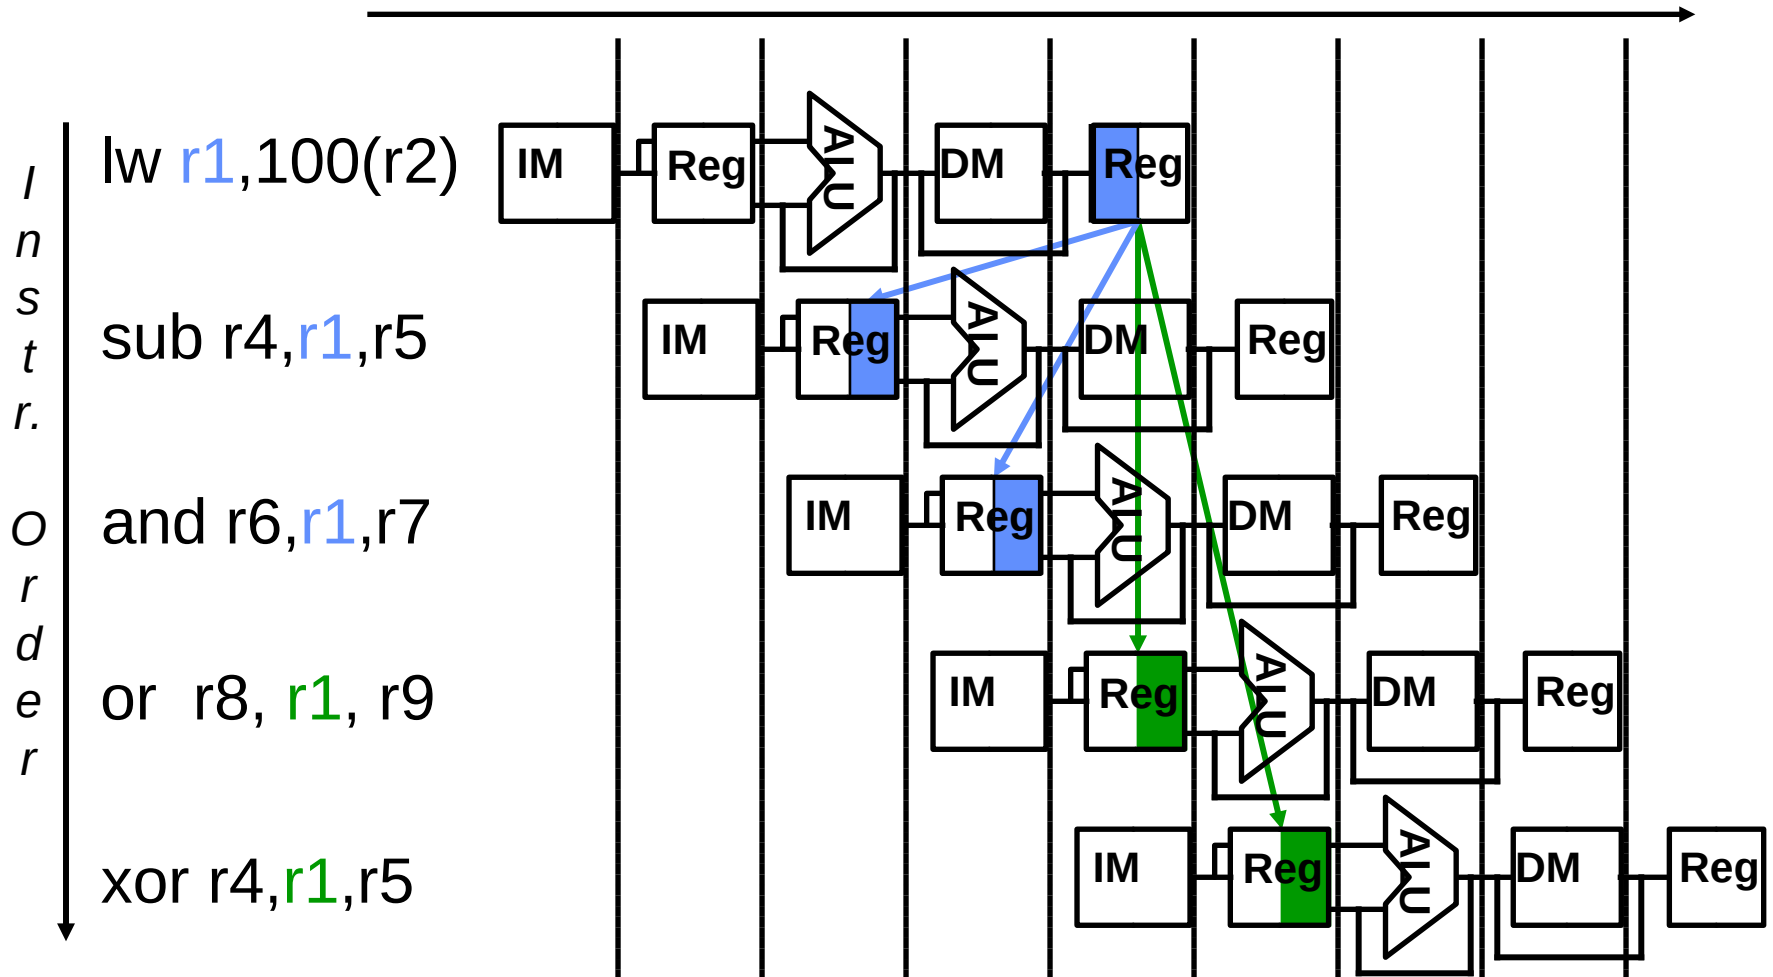 Instr. Order
lw r1,100(r2)
IM Reg ALU DM Reg
sub r4,r1,r5
IM Reg ALU DM Reg
and r6,r1,r7
IM Reg ALU DM Reg
or r8, r1, r9
IM Reg ALU DM Reg
xor r4,r1,r5
IM Reg ALU DM Reg